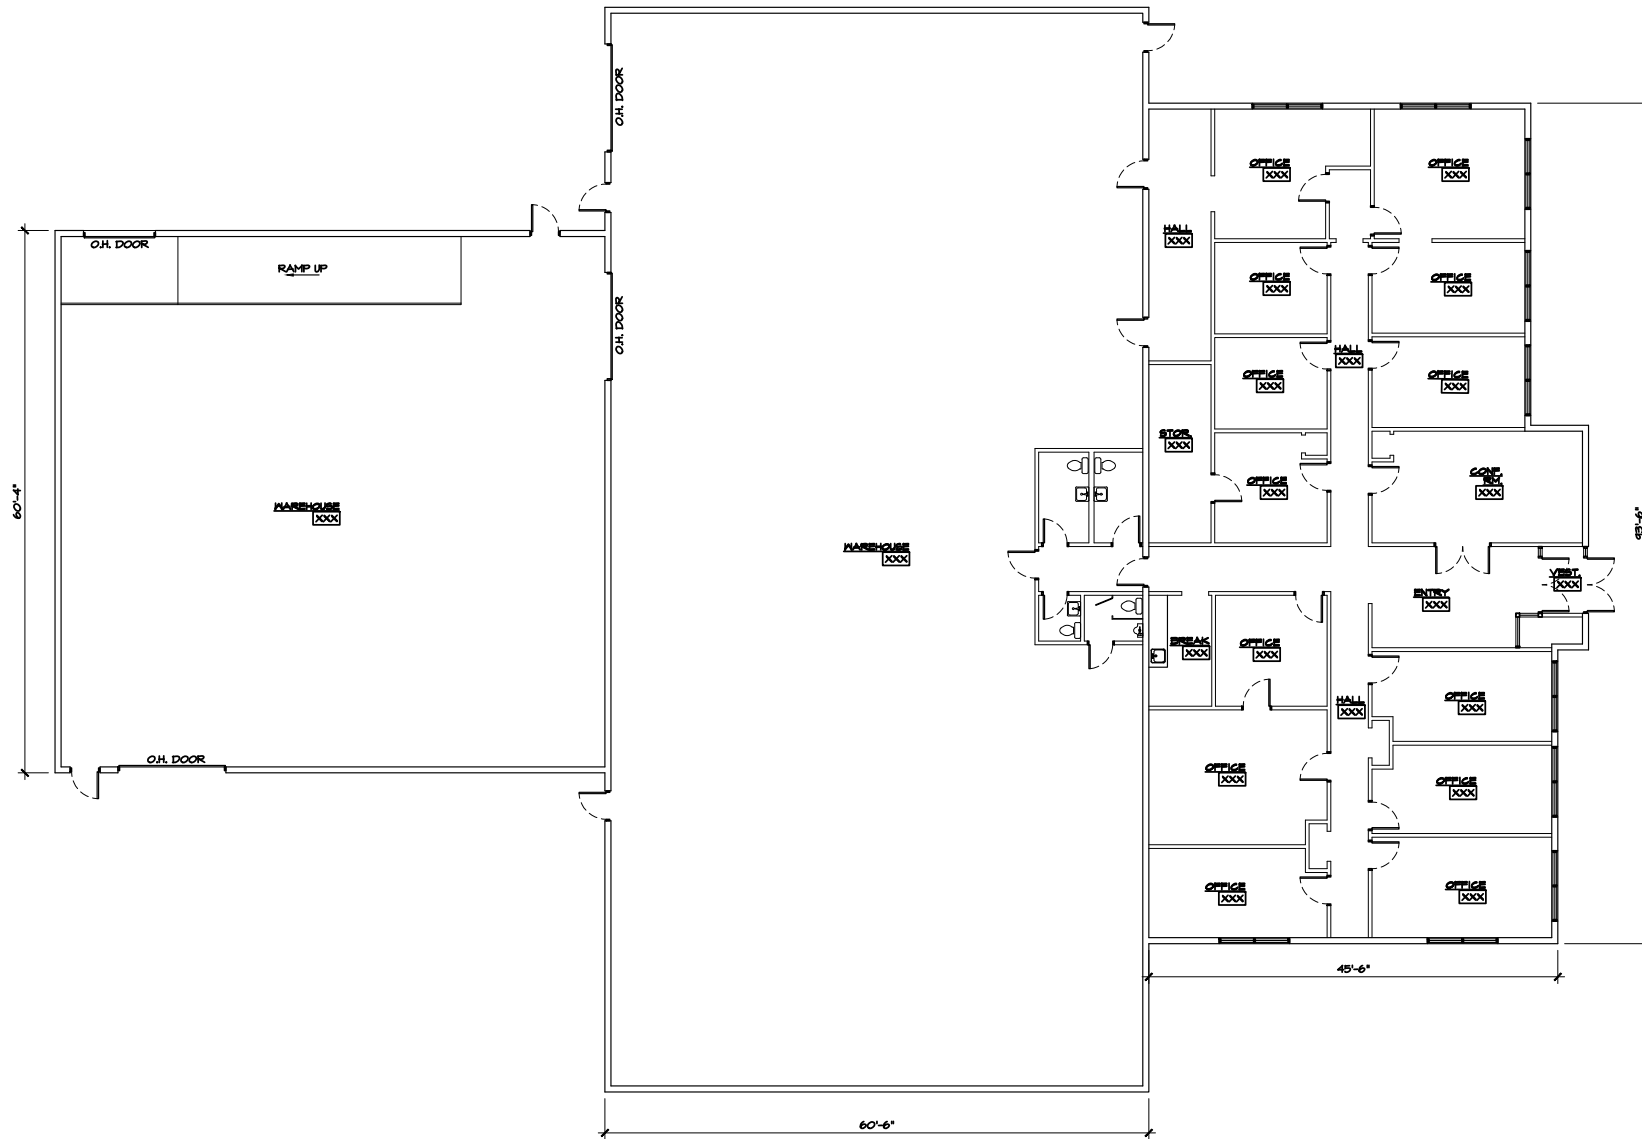 O.H. DOOR
OFFICE
XXX
OFFICE
XXX
HALL
XXX
O.H. DOOR
RAMP UP
OFFICE
XXX
OFFICE
XXX
O.H. DOOR
HALL
XXX
OFFICE
XXX
OFFICE
XXX
STOR.
XXX
OFFICE
XXX
CONF.
RM.
XXX
60'-4"
WAREHOUSE
XXX
93'-6"
WAREHOUSE
XXX
VEST.
XXX
ENTRY
XXX
BREAK
XXX
OFFICE
XXX
OFFICE
XXX
HALL
XXX
O.H. DOOR
OFFICE
XXX
OFFICE
XXX
OFFICE
XXX
OFFICE
XXX
45'-6"
60'-6"